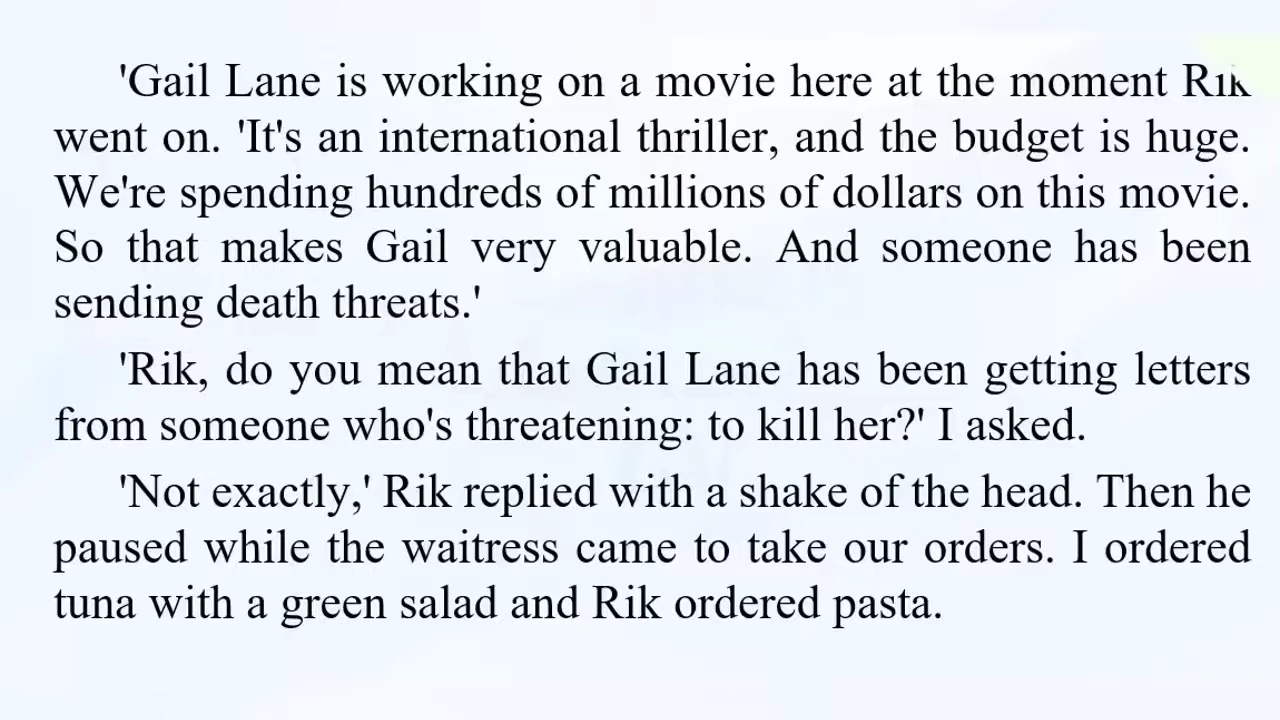 'Gail Lane is working on a movie here at the moment Rik
went on. 'It's an international thriller, and the budget is huge.
We're spending hundreds of millions of dollars on this movie.
So that makes Gail very valuable. And someone has been
sending death threats.'
'Rik, do you mean that Gail Lane has been getting letters
from someone who's threatening: to kill her?' I asked.
'Not exactly,' Rik replied with a shake of the head. Then he
paused while the waitress came to take our orders. I ordered
tuna with a green salad and Rik ordered pasta.